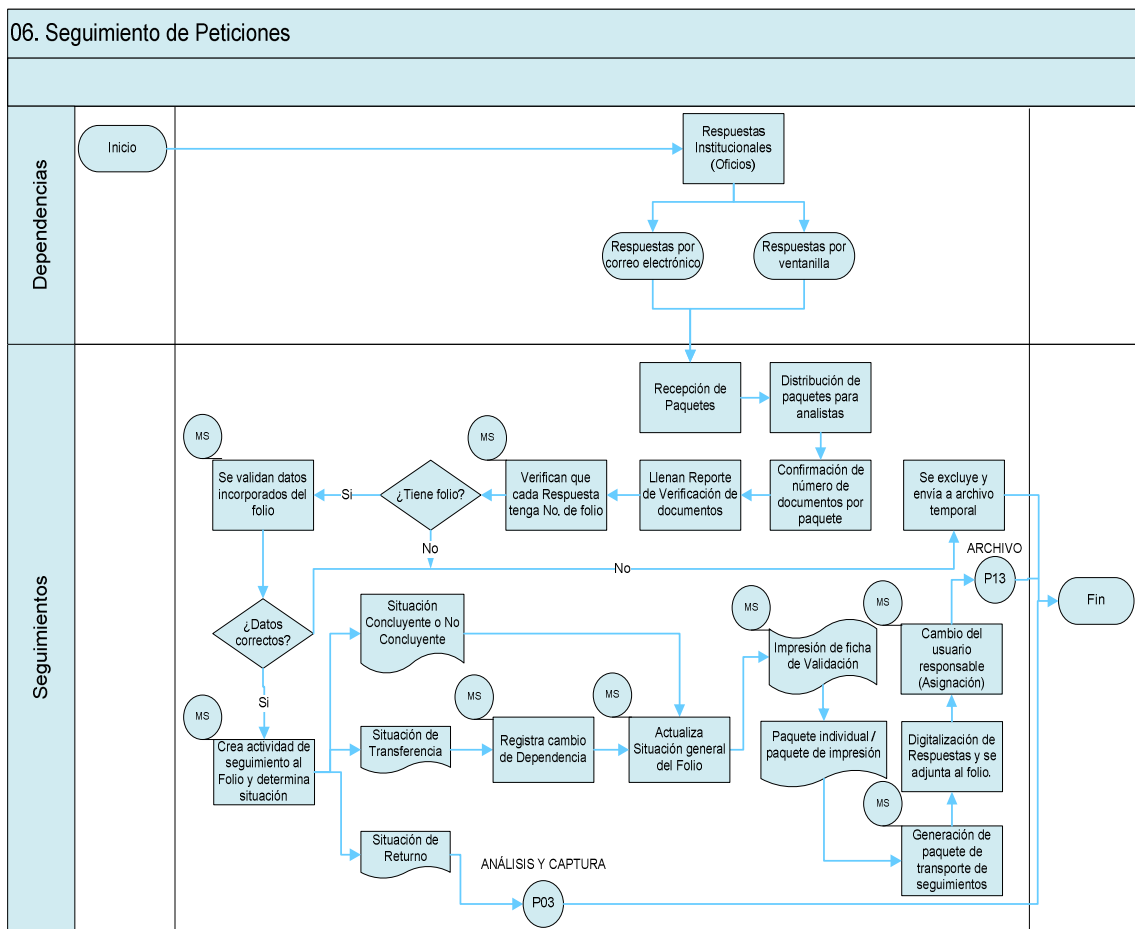 06. Seguimiento de Peticiones
Dependencias
Inicio
Respuestas
Institucionales
(Oficios)
Respuestas por
correo electrónico
Respuestas por
ventanilla
Seguimientos
Recepción de
Paquetes
Distribución de
paquetes para
analistas
MS
Se validan datos
incorporados del
folio
Si
¿Tiene folio?
No
MS
Verifican que
cada Respuesta
tenga No. de folio
Llenan Reporte
de Verificación de
documentos
Confirmación de
número de
documentos por
paquete
Se excluye y
envía a archivo
temporal
No
ARCHIVO
P13
Fin
¿Datos
correctos?
Si
MS
Crea actividad de
seguimiento al
Folio y determina
situación
Situación
Concluyente o No
Concluyente
Situación de
Transferencia
MS
Registra cambio
de Dependencia
MS
Actualiza
Situación general
del Folio
MS
Impresión de ficha
de Validación
Paquete individual /
paquete de impresión
MS
Cambio del
usuario
responsable
(Asignación)
Digitalización de
Respuestas y se
adjunta al folio.
MS
Generación de
paquete de
transporte de
seguimientos
Situación de
Returno
ANÁLISIS Y CAPTURA
P03